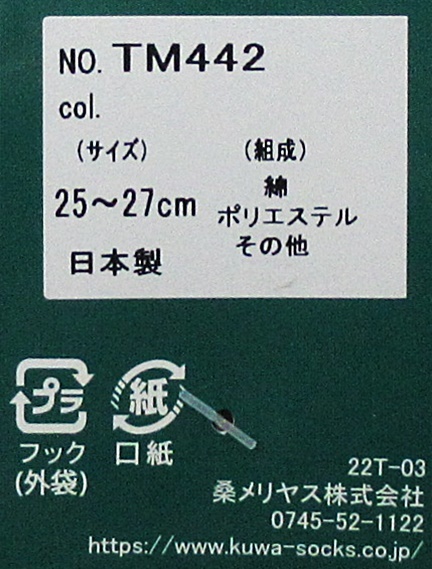 NO. TM442
col.
(サイズ) (組成)
25～27cm 綿
ポリエステル
その他
日本製
プラ 紙
フック 口紙
(外袋)
22T-03
桑メリヤス株式会社
0745-52-1122
https://www.kuwa-socks.co.jp/